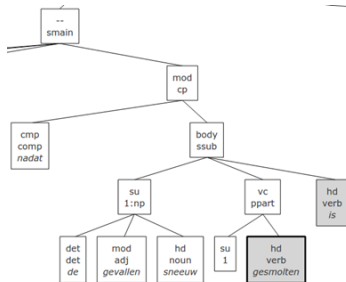 --
smain
mod
cp
cmp
comp
nadat
body
ssub
su
1:np
vc
ppart
hd
verb
is
det
det
de
mod
adj
gevallen
hd
noun
sneeuw
su
1
hd
verb
gesmolten